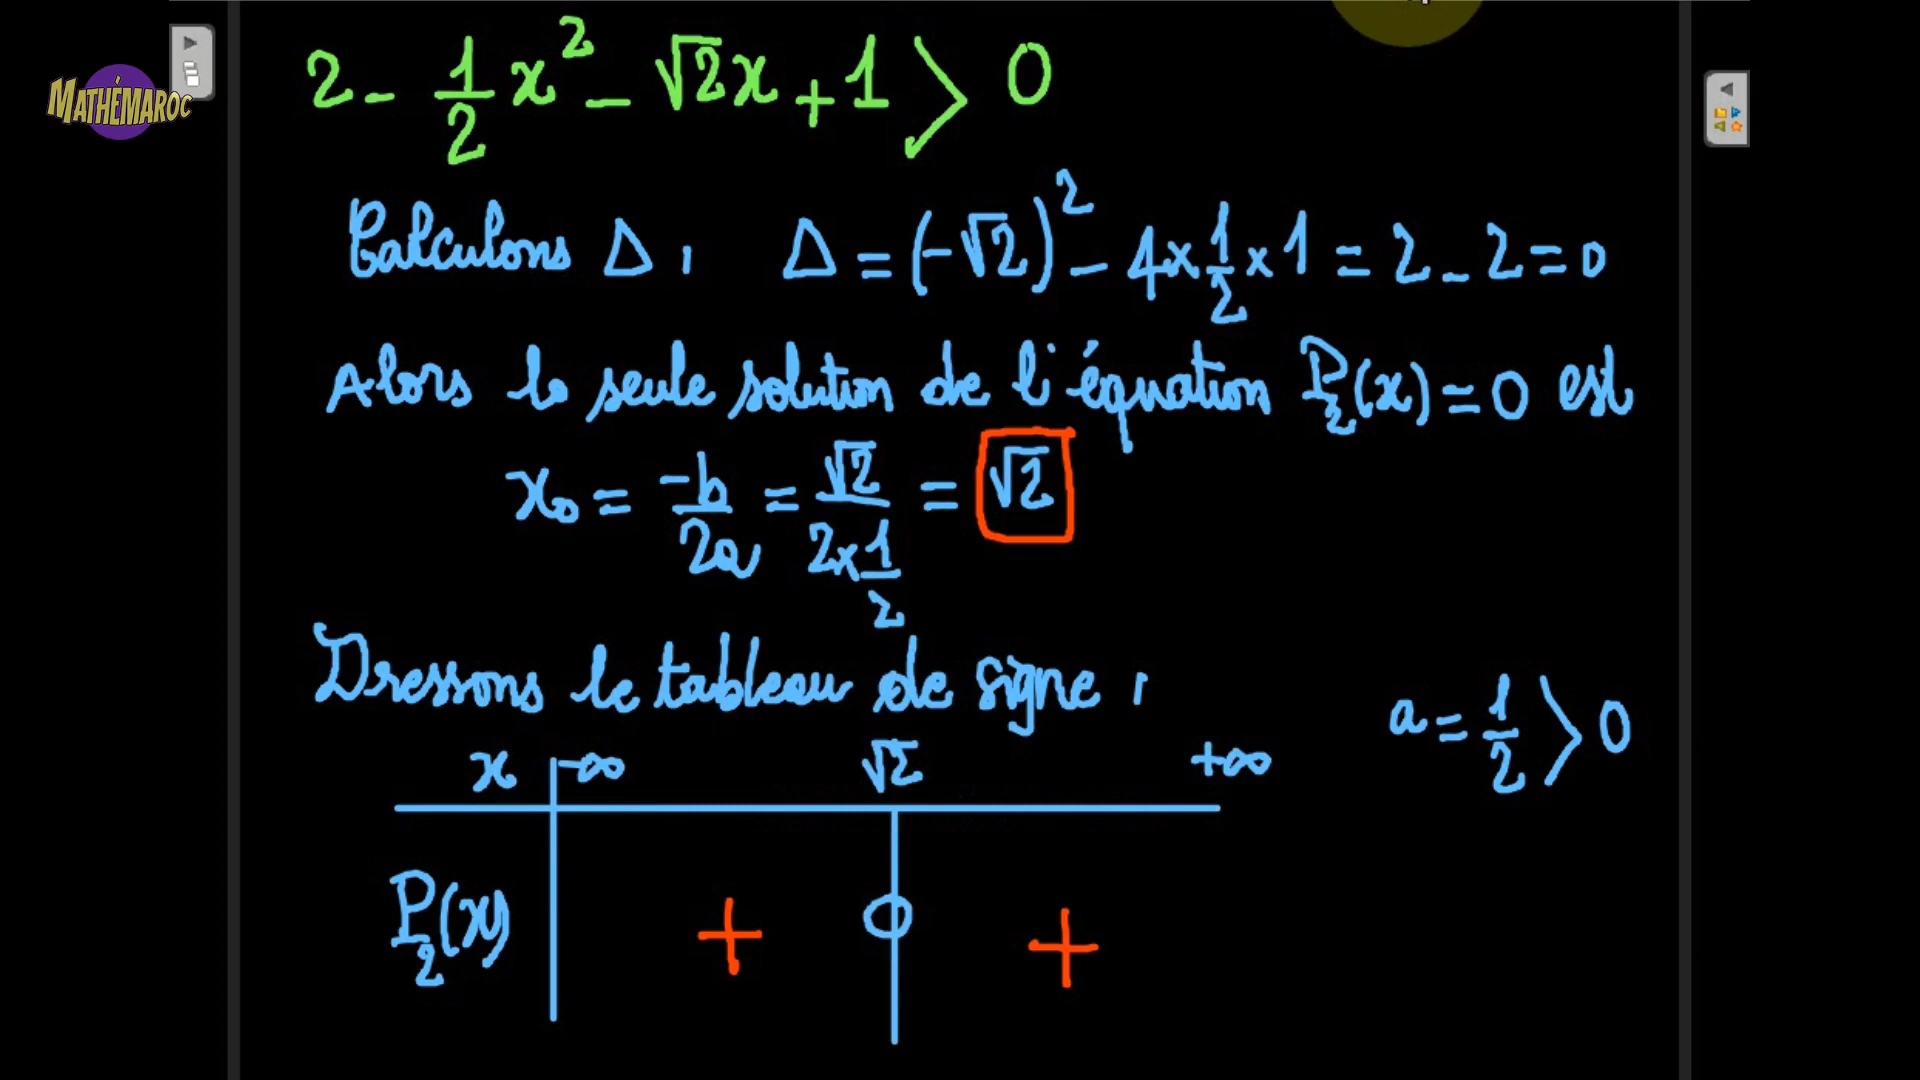 MATHÉMAROC
2- 1/2 x² - √2x + 1 > 0
Calculons Δ : Δ = (-√2)² - 4x1/2x1 = 2 - 2 = 0
Alors la seule solution de l'équation P₂(x) = 0 est
x₀ = -b/2a = √2/2x1/2 = √2
Dressons le tableau de signe :
a = 1/2 > 0
x -∞ √2 +∞
P₂(x) + 0 +